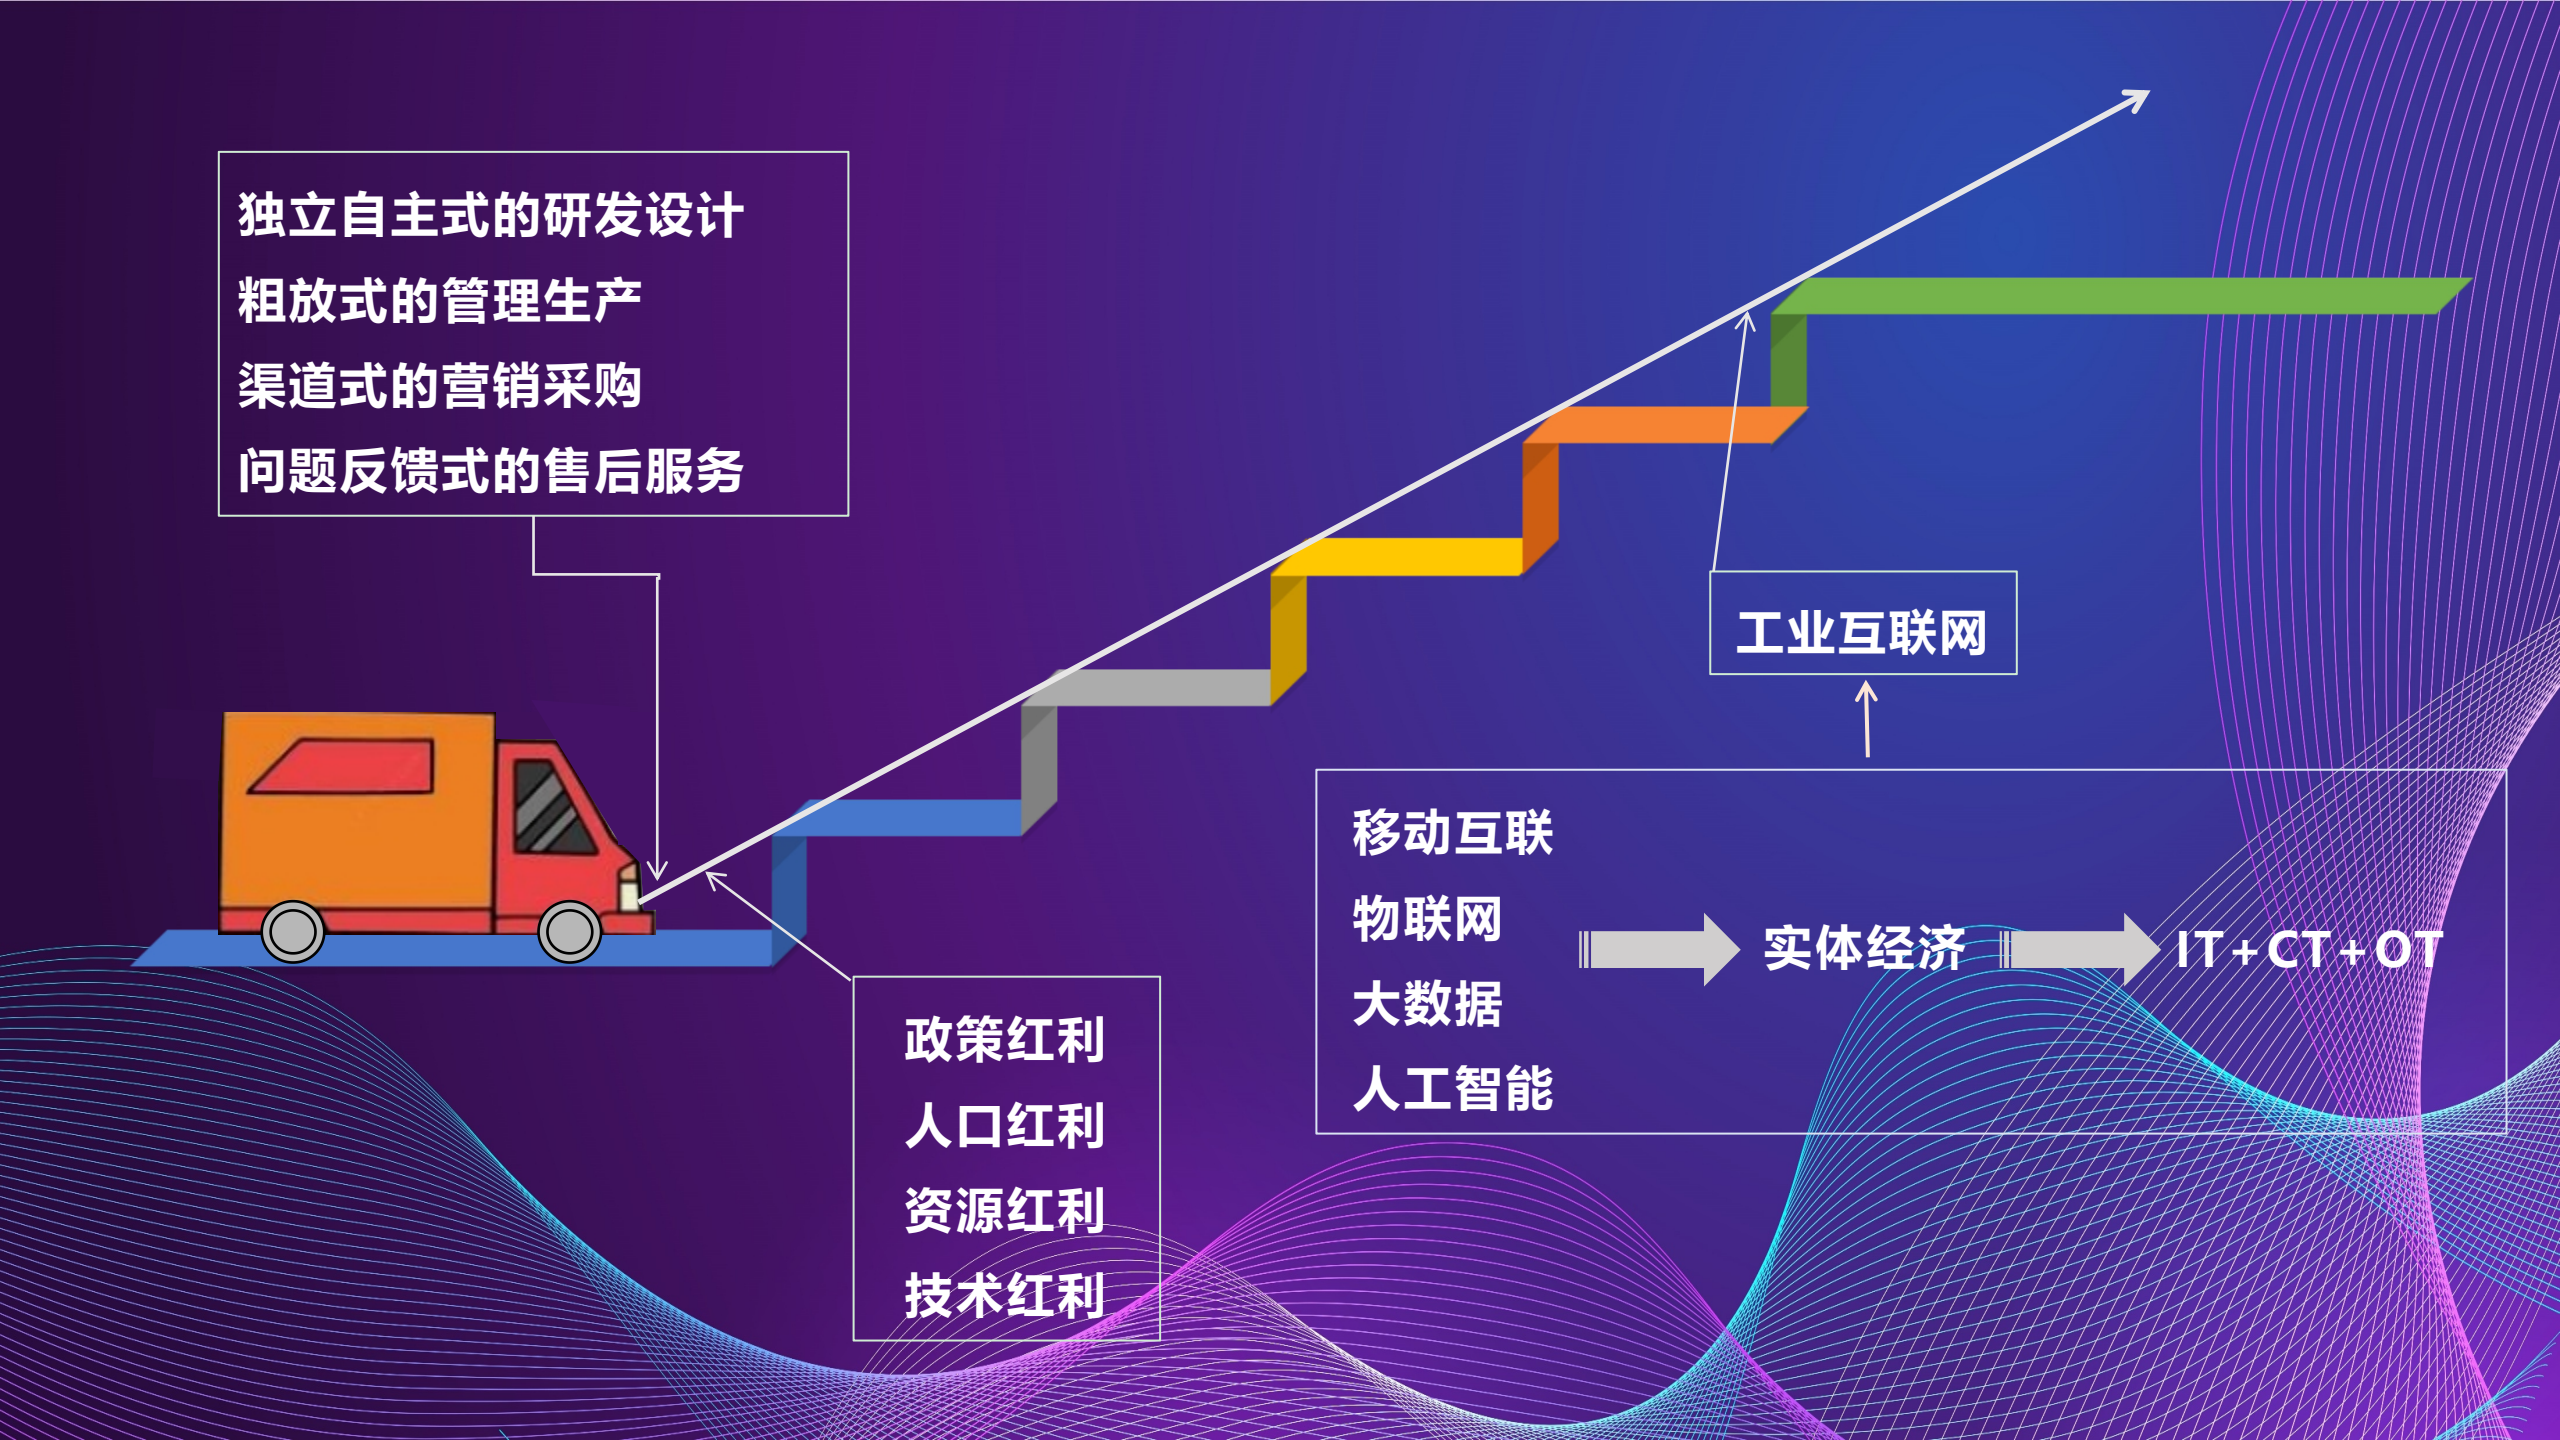 独立自主式的研发设计
粗放式的管理生产
渠道式的营销采购
问题反馈式的售后服务
工业互联网
移动互联
物联网
大数据
人工智能
实体经济
IT+CT+OT
政策红利
人口红利
资源红利
技术红利